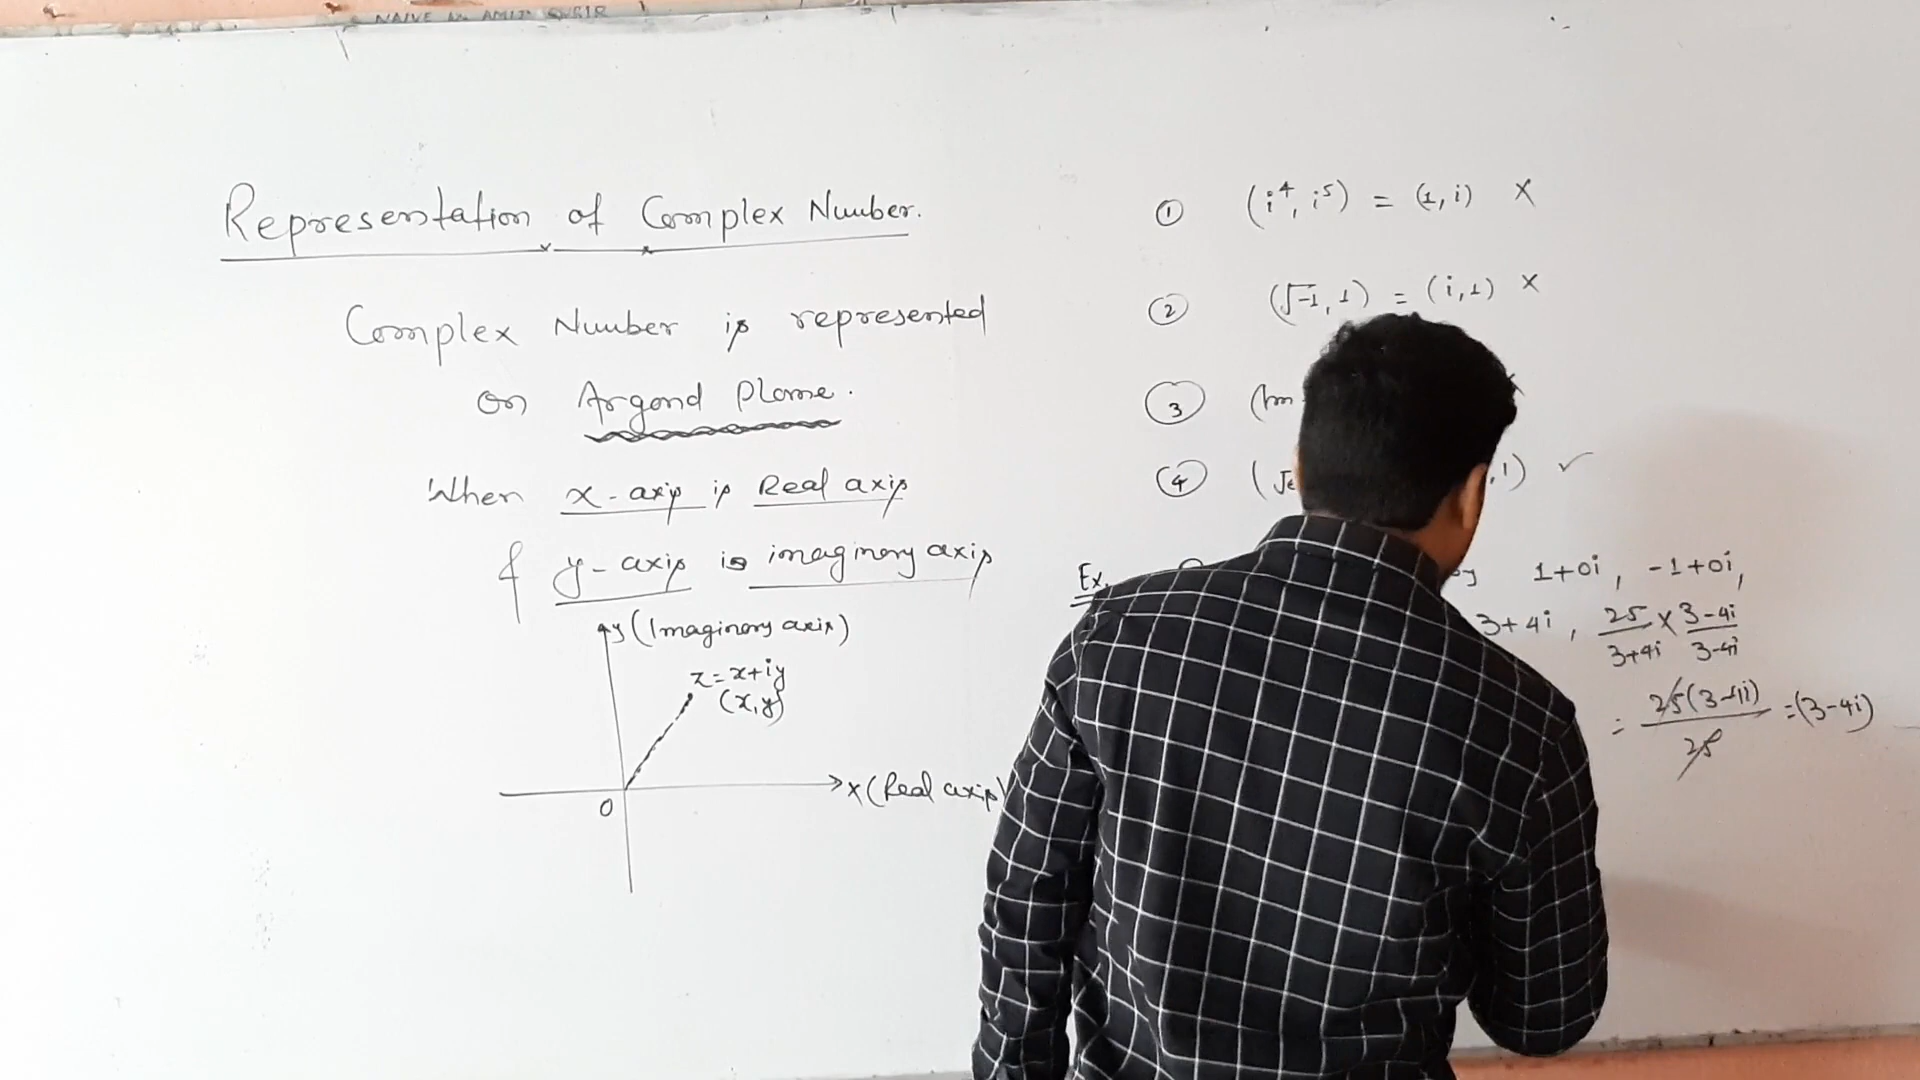 Representation of Complex Number.
Complex Number is represented
on Argond Plane.
When x-axis is Real axis
& y-axis is imaginary axis
y (Imaginary axis)
z = x+iy
(x,y)
O
x (Real axis)
① (i⁴, i⁵) = (1, i) X
② (√-1, 1) = (i, 1) X
③ (Im
④ (√ , 1) ✓
Ex. 1+0i, -1+0i,
3+4i, 25/3+4i × 3-4i/3-4i
= 25(3-4i)/25 = (3-4i)